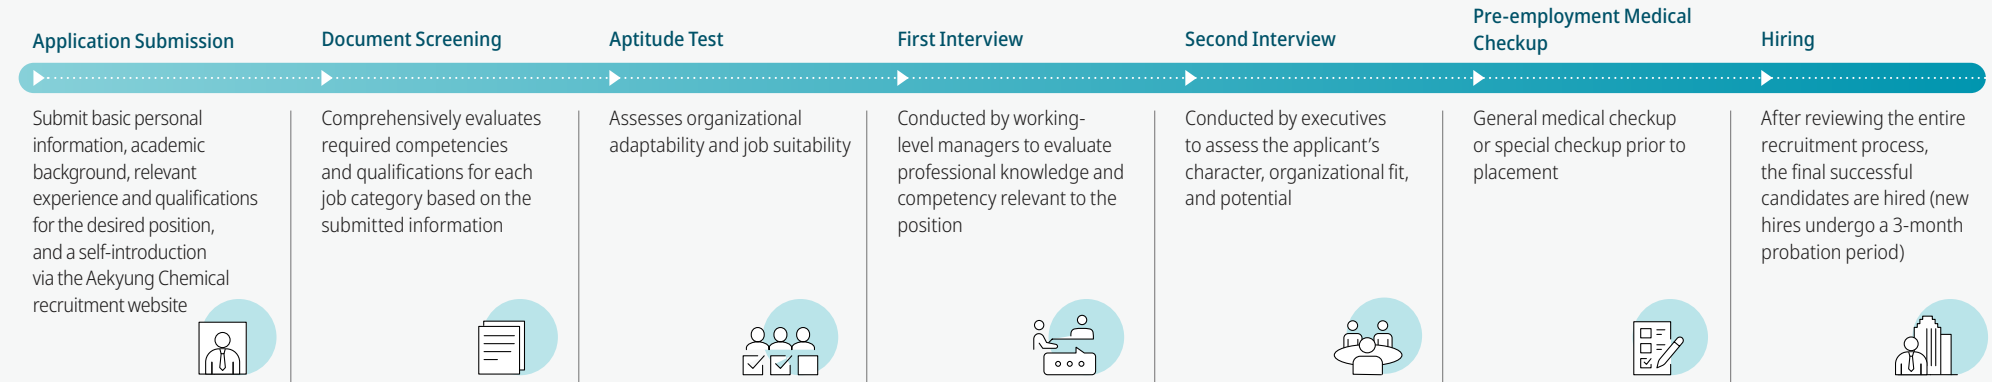 Application Submission
Submit basic personal
information, academic
background, relevant
experience and qualifications
for the desired position,
and a self-introduction
via the Aekyung Chemical
recruitment website
Document Screening
Comprehensively evaluates
required competencies
and qualifications for each
job category based on the
submitted information
Aptitude Test
Assesses organizational
adaptability and job suitability
First Interview
Conducted by working-
level managers to evaluate
professional knowledge and
competency relevant to the
position
Second Interview
Conducted by executives
to assess the applicant’s
character, organizational fit,
and potential
Pre-employment Medical
Checkup
General medical checkup
or special checkup prior to
placement
Hiring
After reviewing the entire
recruitment process,
the final successful
candidates are hired (new
hires undergo a 3-month
probation period)